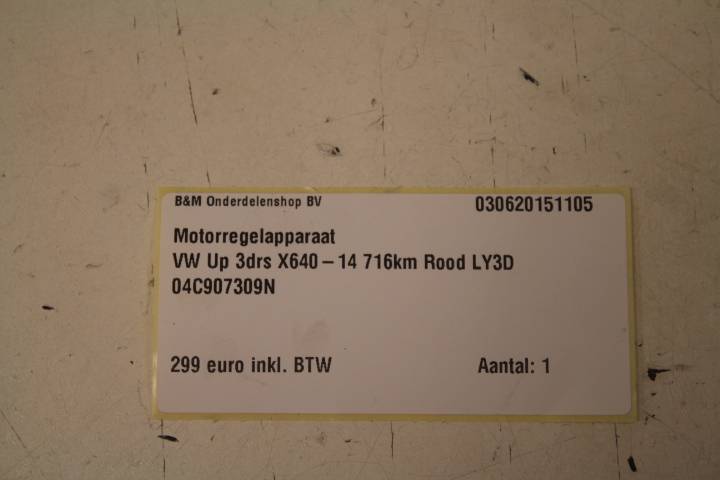 B&M Onderdelenshop BV 030620151105
Motorregelapparaat
VW Up 3drs X640 – 14 716km Rood LY3D
04C907309N
299 euro inkl. BTW Aantal: 1